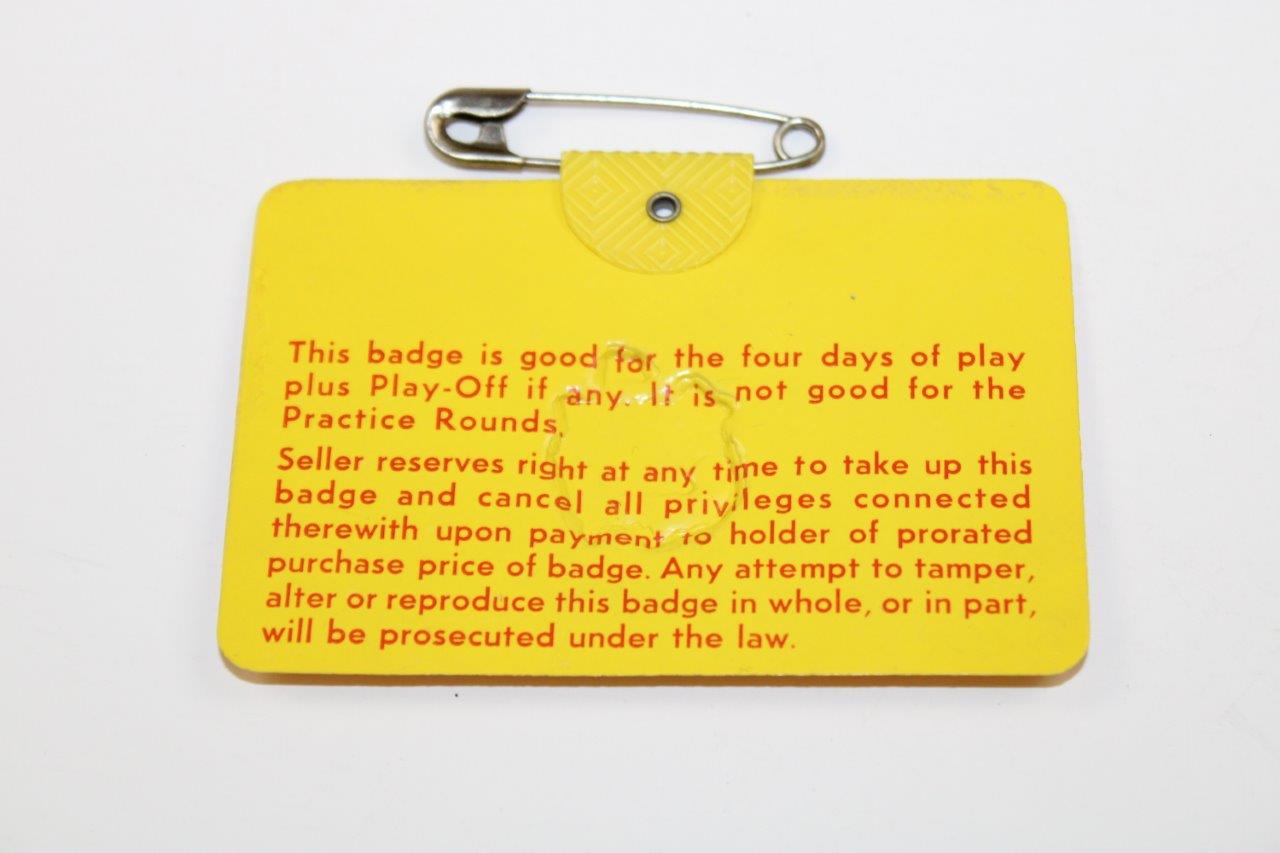 This badge is good for the four days of play
plus Play-Off if any. It is not good for the
Practice Rounds.
Seller reserves right at any time to take up this
badge and cancel all privileges connected
therewith upon payment to holder of prorated
purchase price of badge. Any attempt to tamper,
alter or reproduce this badge in whole, or in part,
will be prosecuted under the law.